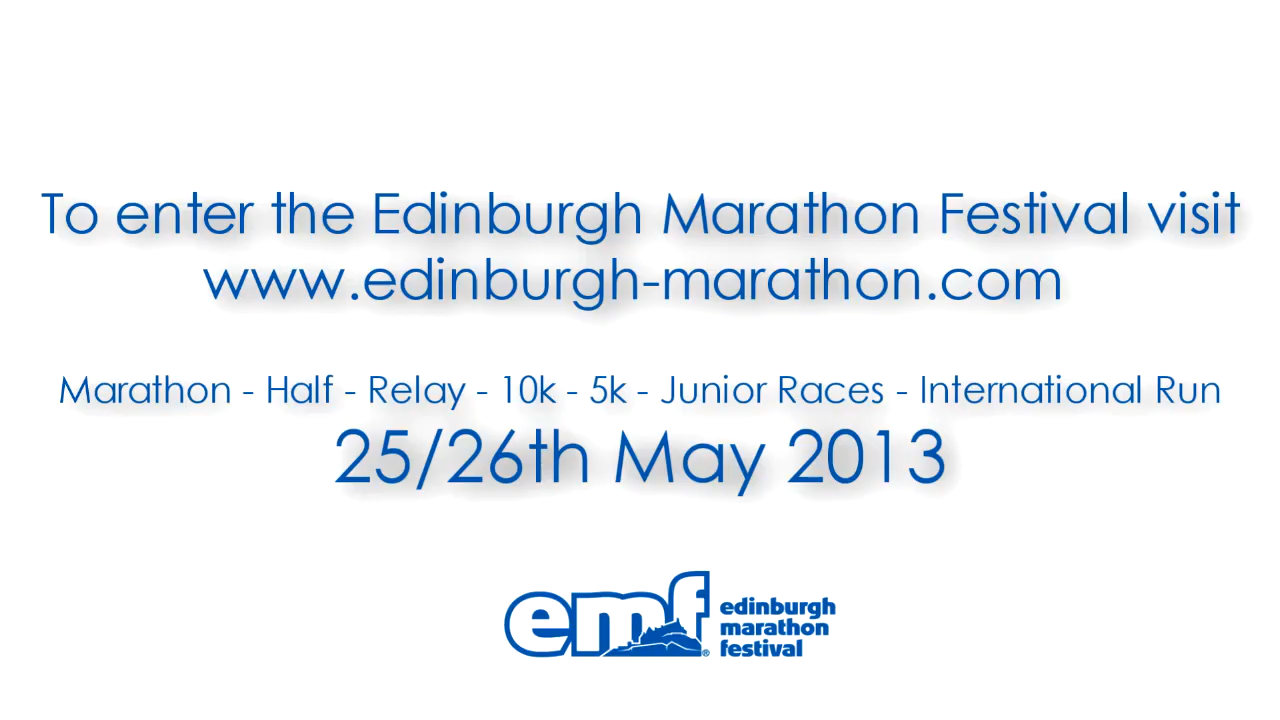 To enter the Edinburgh Marathon Festival visit
www.edinburgh-marathon.com
Marathon - Half - Relay - 10k - 5k - Junior Races - International Run
25/26th May 2013
emf®
edinburgh
marathon
festival